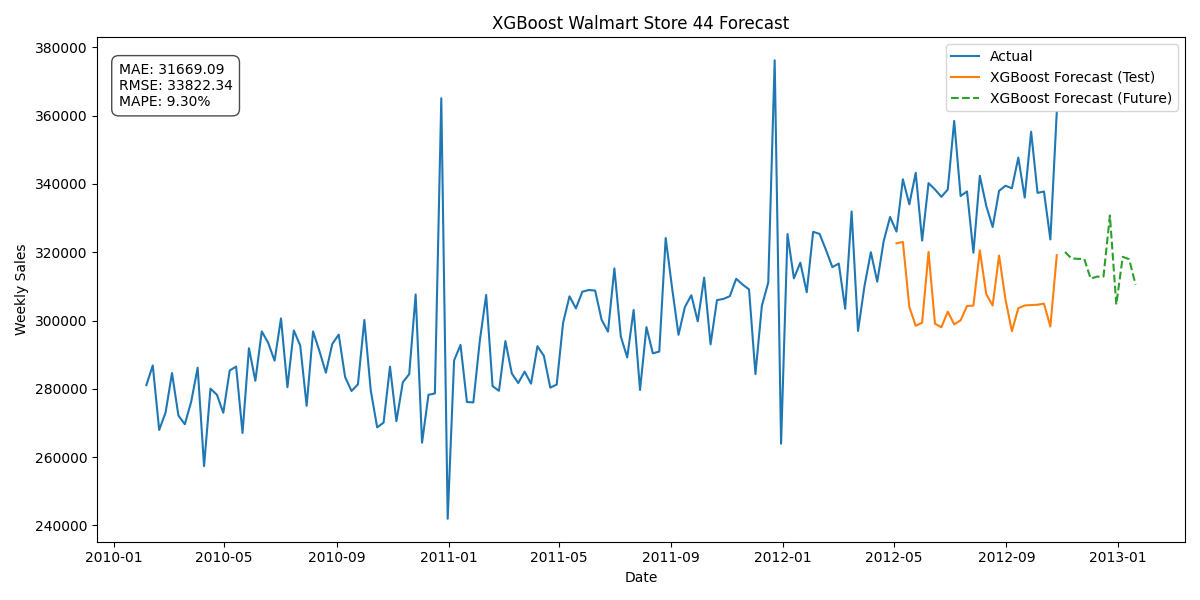 XGBoost Walmart Store 44 Forecast
MAE: 31669.09
RMSE: 33822.34
MAPE: 9.30%
Actual
XGBoost Forecast (Test)
XGBoost Forecast (Future)
Weekly Sales
380000
360000
340000
320000
300000
280000
260000
240000
2010-01 2010-05 2010-09 2011-01 2011-05 2011-09 2012-01 2012-05 2012-09 2013-01
Date